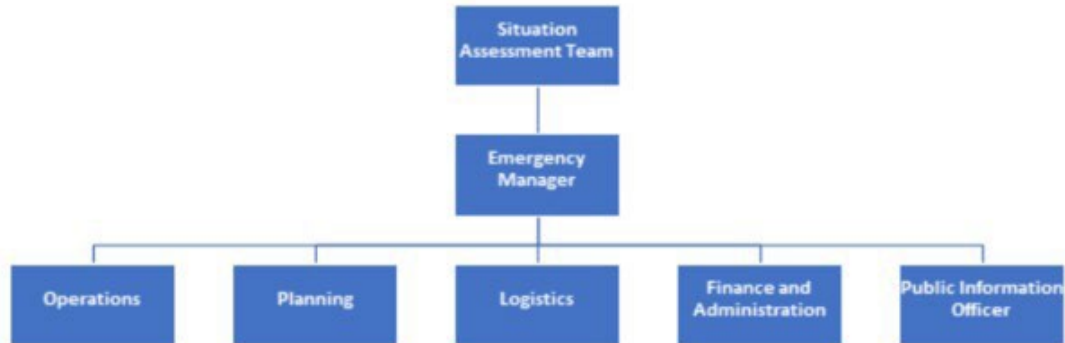 Situation
Assessment Team
Emergency
Manager
Operations
Planning
Logistics
Finance and
Administration
Public Information
Officer